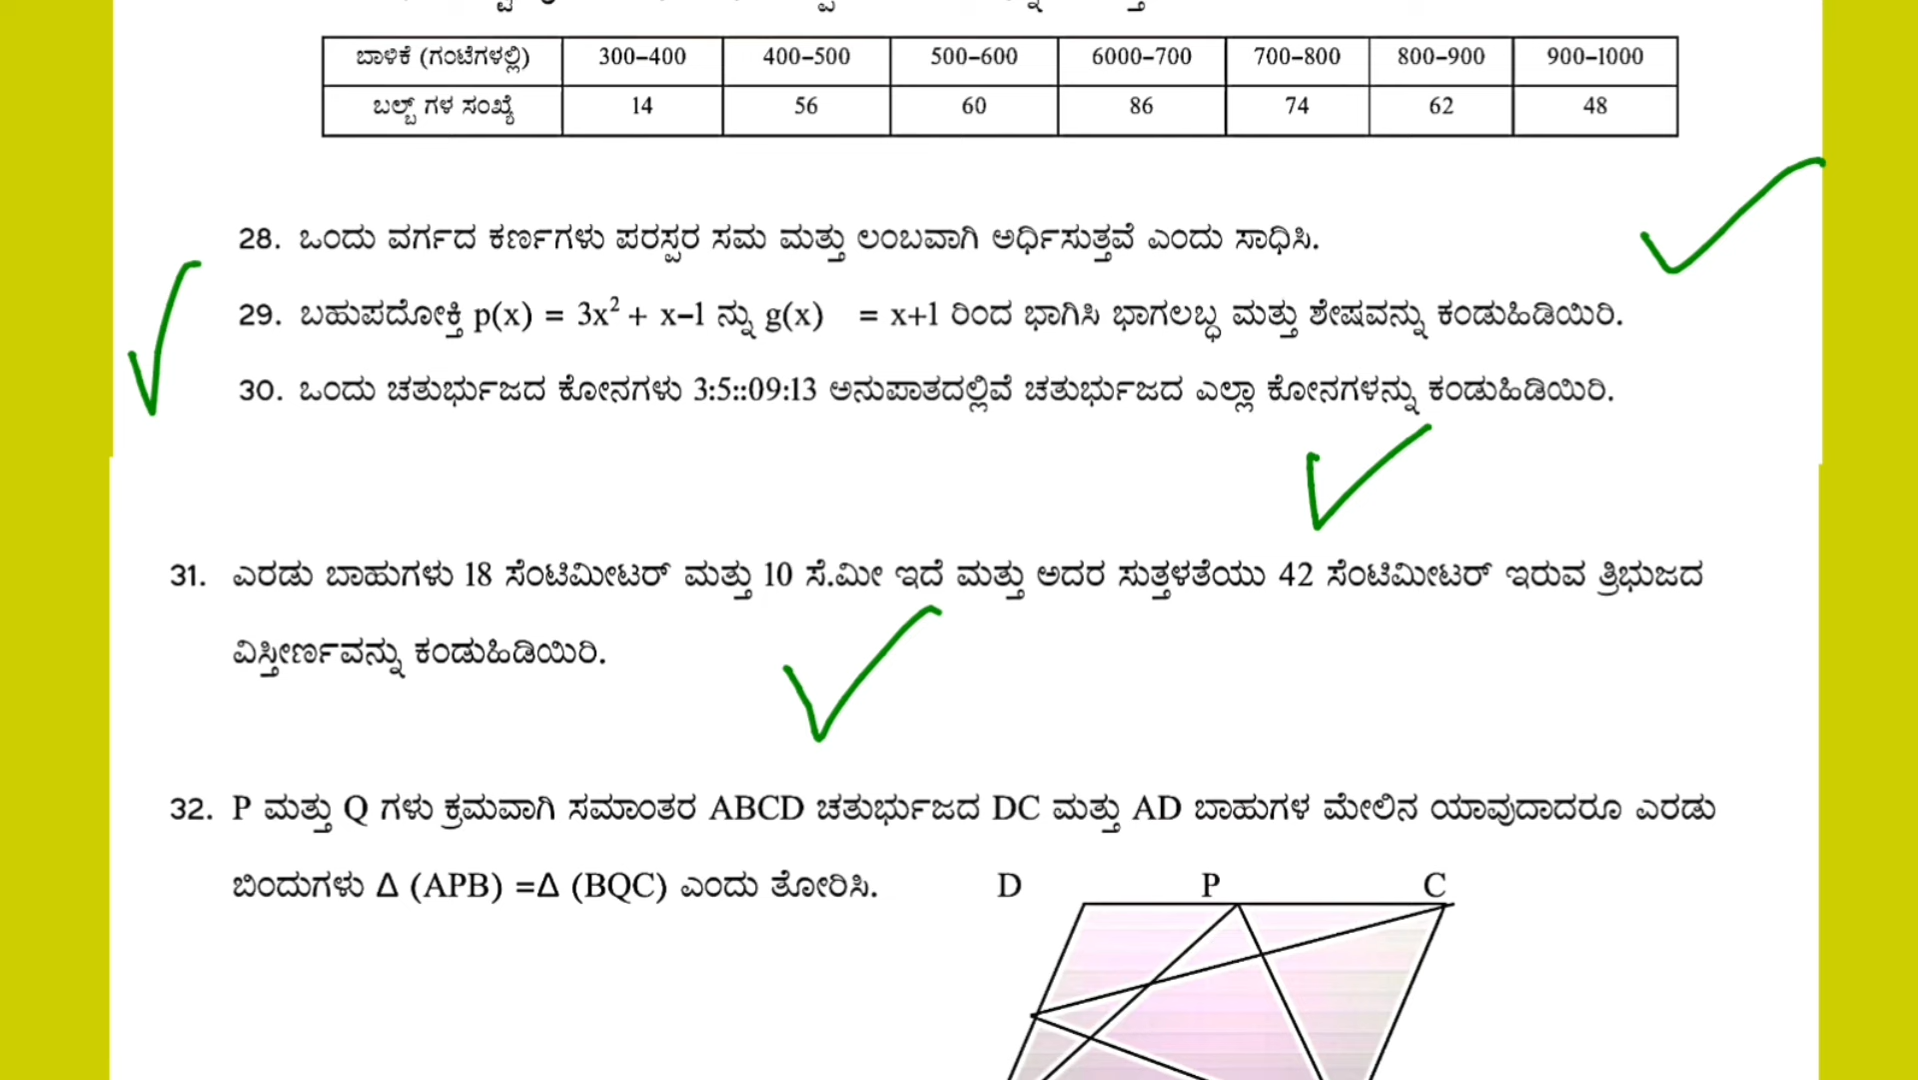 ಬಾಳಿಕೆ (ಗಂಟೆಗಳಲ್ಲಿ) 300–400 400–500 500–600 6000–700 700–800 800–900 900–1000
ಬಲ್ಬ್ ಗಳ ಸಂಖ್ಯೆ 14 56 60 86 74 62 48
28. ಒಂದು ವರ್ಗದ ಕರ್ಣಗಳು ಪರಸ್ಪರ ಸಮ ಮತ್ತು ಲಂಬವಾಗಿ ಅರ್ಧಿಸುತ್ತವೆ ಎಂದು ಸಾಧಿಸಿ.
29. ಬಹುಪದೋಕ್ತಿ p(x) = 3x² + x–1 ನ್ನು g(x) = x+1 ರಿಂದ ಭಾಗಿಸಿ ಭಾಗಲಬ್ಧ ಮತ್ತು ಶೇಷವನ್ನು ಕಂಡುಹಿಡಿಯಿರಿ.
30. ಒಂದು ಚತುರ್ಭುಜದ ಕೋನಗಳು 3:5::09:13 ಅನುಪಾತದಲ್ಲಿವೆ ಚತುರ್ಭುಜದ ಎಲ್ಲಾ ಕೋನಗಳನ್ನು ಕಂಡುಹಿಡಿಯಿರಿ.
31. ಎರಡು ಬಾಹುಗಳು 18 ಸೆಂಟಿಮೀಟರ್ ಮತ್ತು 10 ಸೆ.ಮೀ ಇದೆ ಮತ್ತು ಅದರ ಸುತ್ತಳತೆಯು 42 ಸೆಂಟಿಮೀಟರ್ ಇರುವ ತ್ರಿಭುಜದ
ವಿಸ್ತೀರ್ಣವನ್ನು ಕಂಡುಹಿಡಿಯಿರಿ.
32. P ಮತ್ತು Q ಗಳು ಕ್ರಮವಾಗಿ ಸಮಾಂತರ ABCD ಚತುರ್ಭುಜದ DC ಮತ್ತು AD ಬಾಹುಗಳ ಮೇಲಿನ ಯಾವುದಾದರೂ ಎರಡು
ಬಿಂದುಗಳು Δ (APB) =Δ (BQC) ಎಂದು ತೋರಿಸಿ. D P C